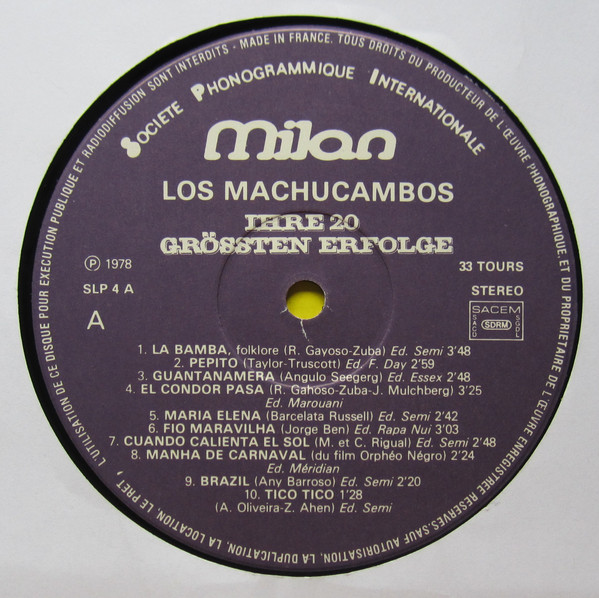 L'UTILISATION DE CE DISQUE POUR EXECUTION PUBLIQUE ET RADIODIFFUSION SONT INTERDITS - MADE IN FRANCE. TOUS DROITS DU PRODUCTEUR DE L'ŒUVRE PHONOGRAPHIQUE, ET DU PROPRIETAIRE DE L'ŒUVRE ENREGISTREE RESERVES. SAUF AUTORISATION, LA DUPLICATION, LA LOCATION, LE PRET,
SOCIETE PHONOGRAMMIQUE INTERNATIONALE
Milan
LOS MACHUCAMBOS
IHRE 20
GRÖSSTEN ERFOLGE
Ⓟ 1978
33 TOURS
SLP 4 A
STEREO
A
SACEM
SACD
SDRM
SGDL
1. LA BAMBA, folklore (R. Gayoso-Zuba) Ed. Semi 3'48
2. PEPITO (Taylor-Truscott) Ed. F. Day 2'59
3. GUANTANAMERA (Angulo Seegerg) Ed. Essex 2'48
4. EL CONDOR PASA (R. Gahoso-Zuba-J. Mulchberg) 3'25
Ed. Marouani
5. MARIA ELENA (Barcelata Russell) Ed. Semi 2'42
6. FIO MARAVILHA (Jorge Ben) Ed. Rapa Nui 3'03
7. CUANDO CALIENTA EL SOL (M. et C. Rigual) Ed. Semi 2'48
8. MANHA DE CARNAVAL (du film Orphéo Négro) 2'24
Ed. Méridian
9. BRAZIL (Any Barroso) Ed. Semi 2'20
10. TICO TICO 1'28
(A. Oliveira-Z. Ahen) Ed. Semi